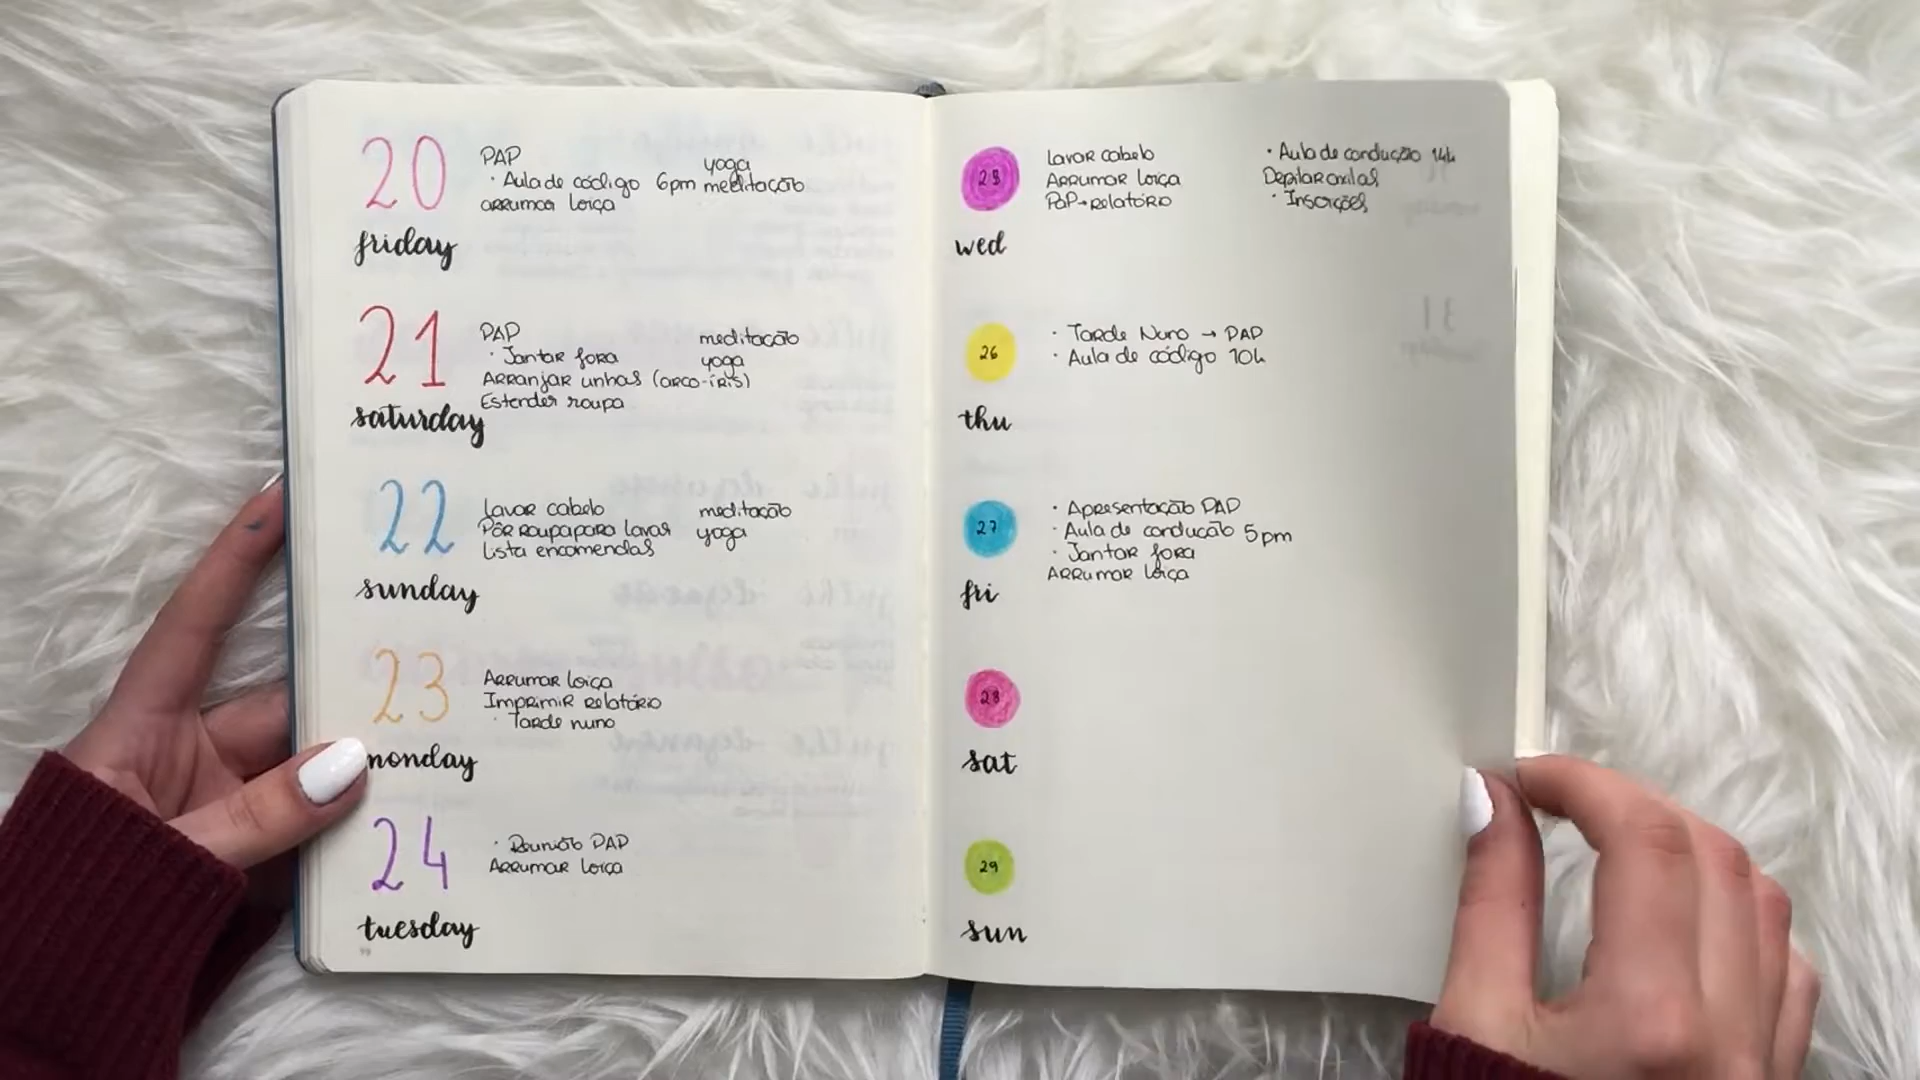 20
friday
PAP
· Aula de código 6pm
arrumar loiça
yoga
meditação
21
saturday
PAP
· Jantar fora
Arranjar unhas (arco-íris)
Estender roupa
meditação
yoga
22
sunday
Lavar cabelo
Pôr roupa para lavar
Lista encomendas
meditação
yoga
23
monday
Arrumar loiça
Imprimir relatório
· Tarde nuno
24
tuesday
· Reunião PAP
Arrumar loiça
25
wed
Lavar cabelo
Arrumar loiça
PAP→Relatório
· Aula de condução 14h
Depilar axilas
· Inscrições
26
thu
· Tarde Nuno → PAP
· Aula de código 10h
27
fri
· Apresentação PAP
· Aula de condução 5pm
· Jantar fora
Arrumar loiça
28
sat
29
sun